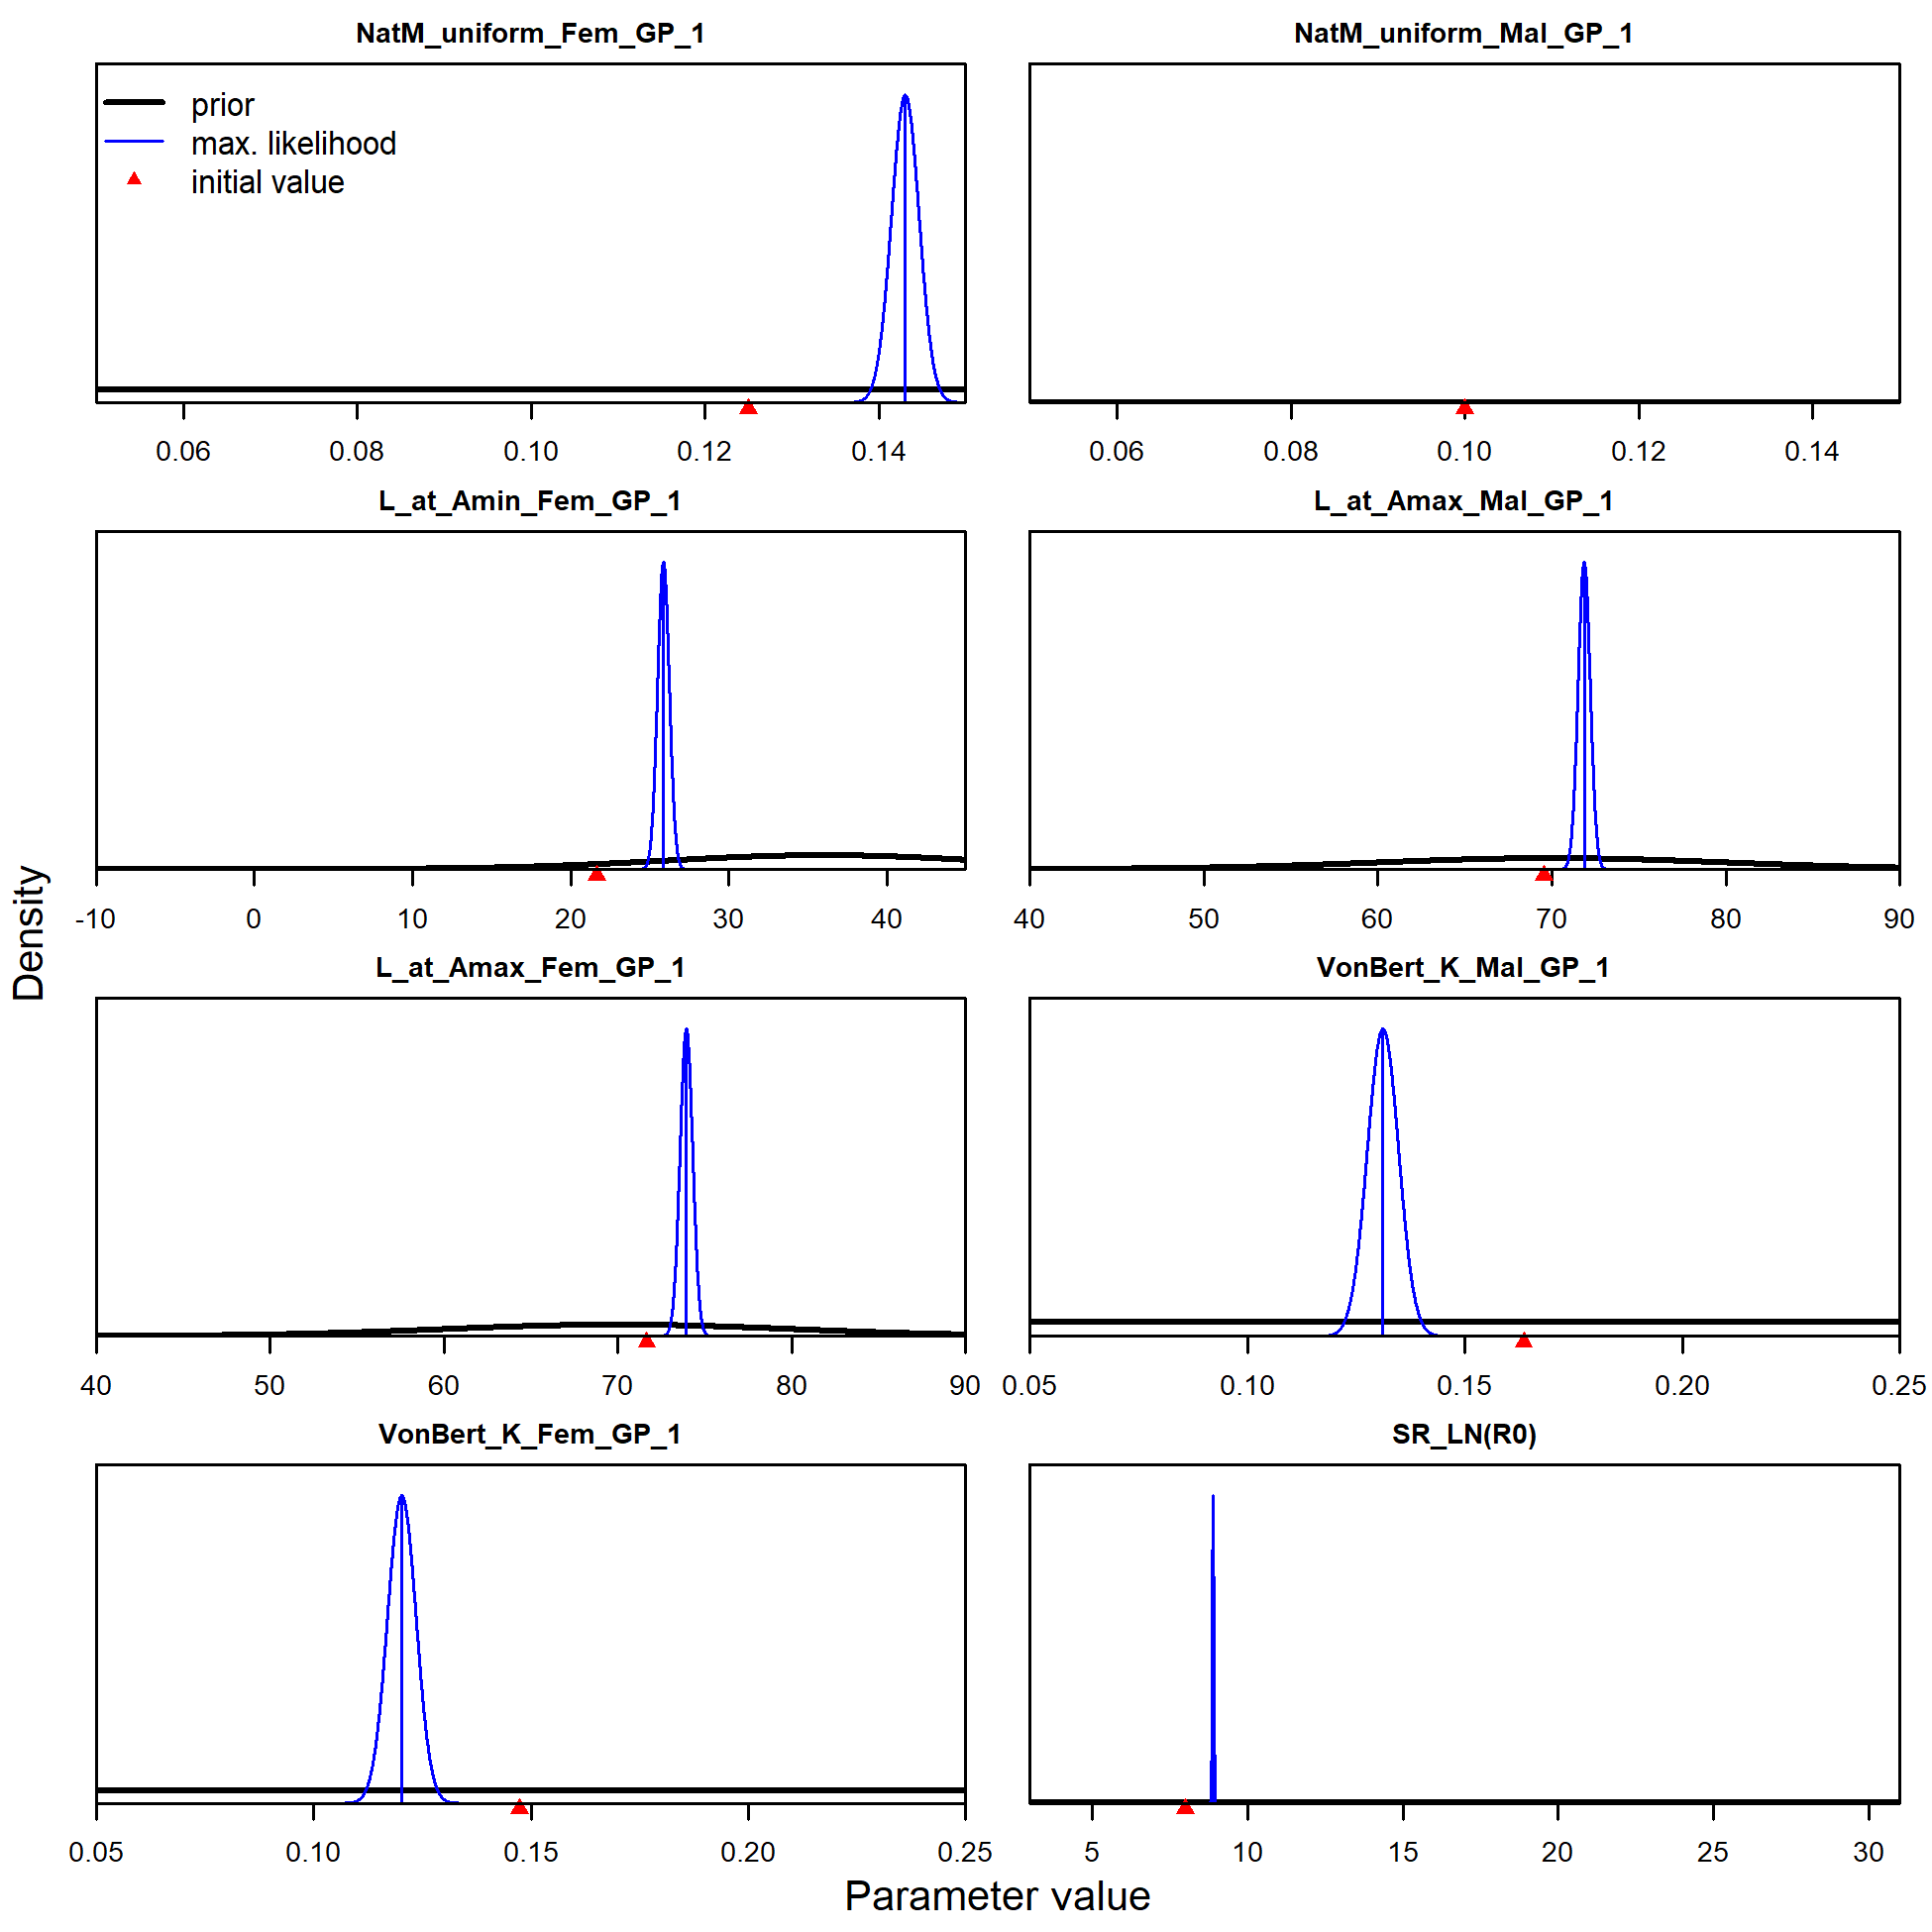 NatM_uniform_Fem_GP_1
NatM_uniform_Mal_GP_1
prior
max. likelihood
initial value
0.06 0.08 0.10 0.12 0.14
0.06 0.08 0.10 0.12 0.14
L_at_Amin_Fem_GP_1
L_at_Amax_Mal_GP_1
-10 0 10 20 30 40
40 50 60 70 80 90
L_at_Amax_Fem_GP_1
VonBert_K_Mal_GP_1
40 50 60 70 80 90
0.05 0.10 0.15 0.20 0.25
VonBert_K_Fem_GP_1
SR_LN(R0)
0.05 0.10 0.15 0.20 0.25
5 10 15 20 25 30
Density
Parameter value